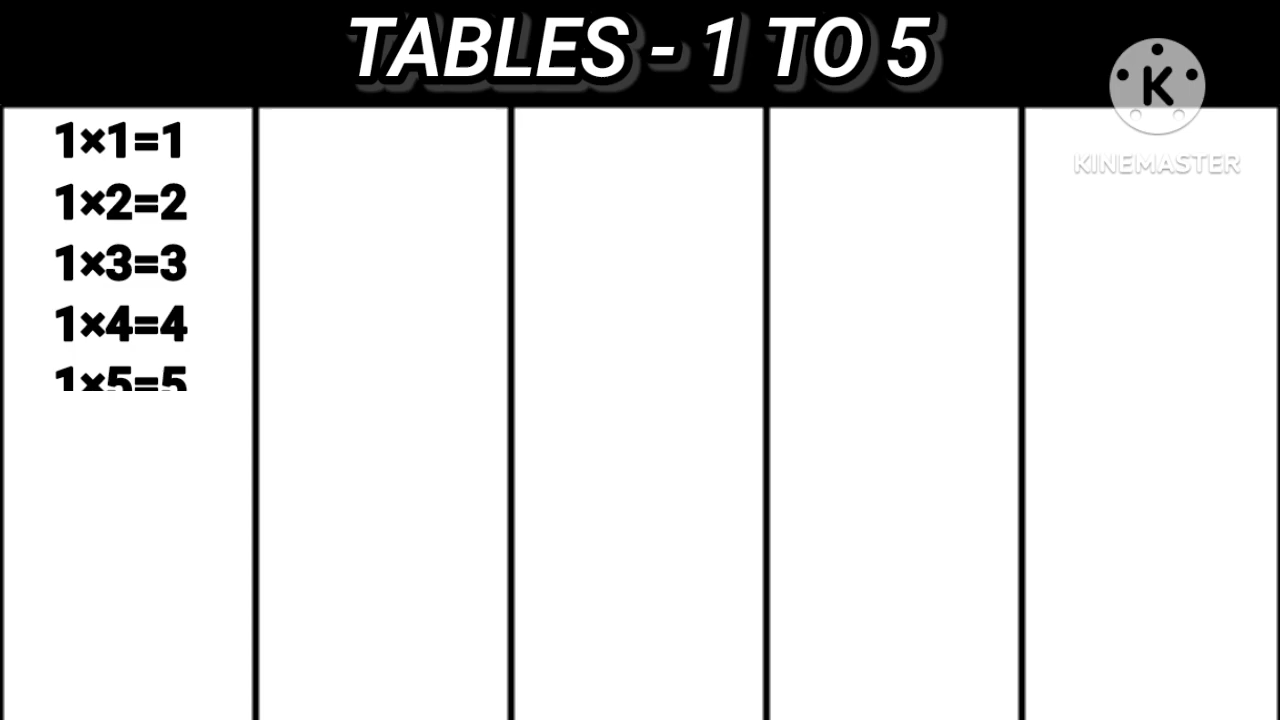 TABLES - 1 TO 5
K
KINEMASTER
1×1=1
1×2=2
1×3=3
1×4=4
1×5=5